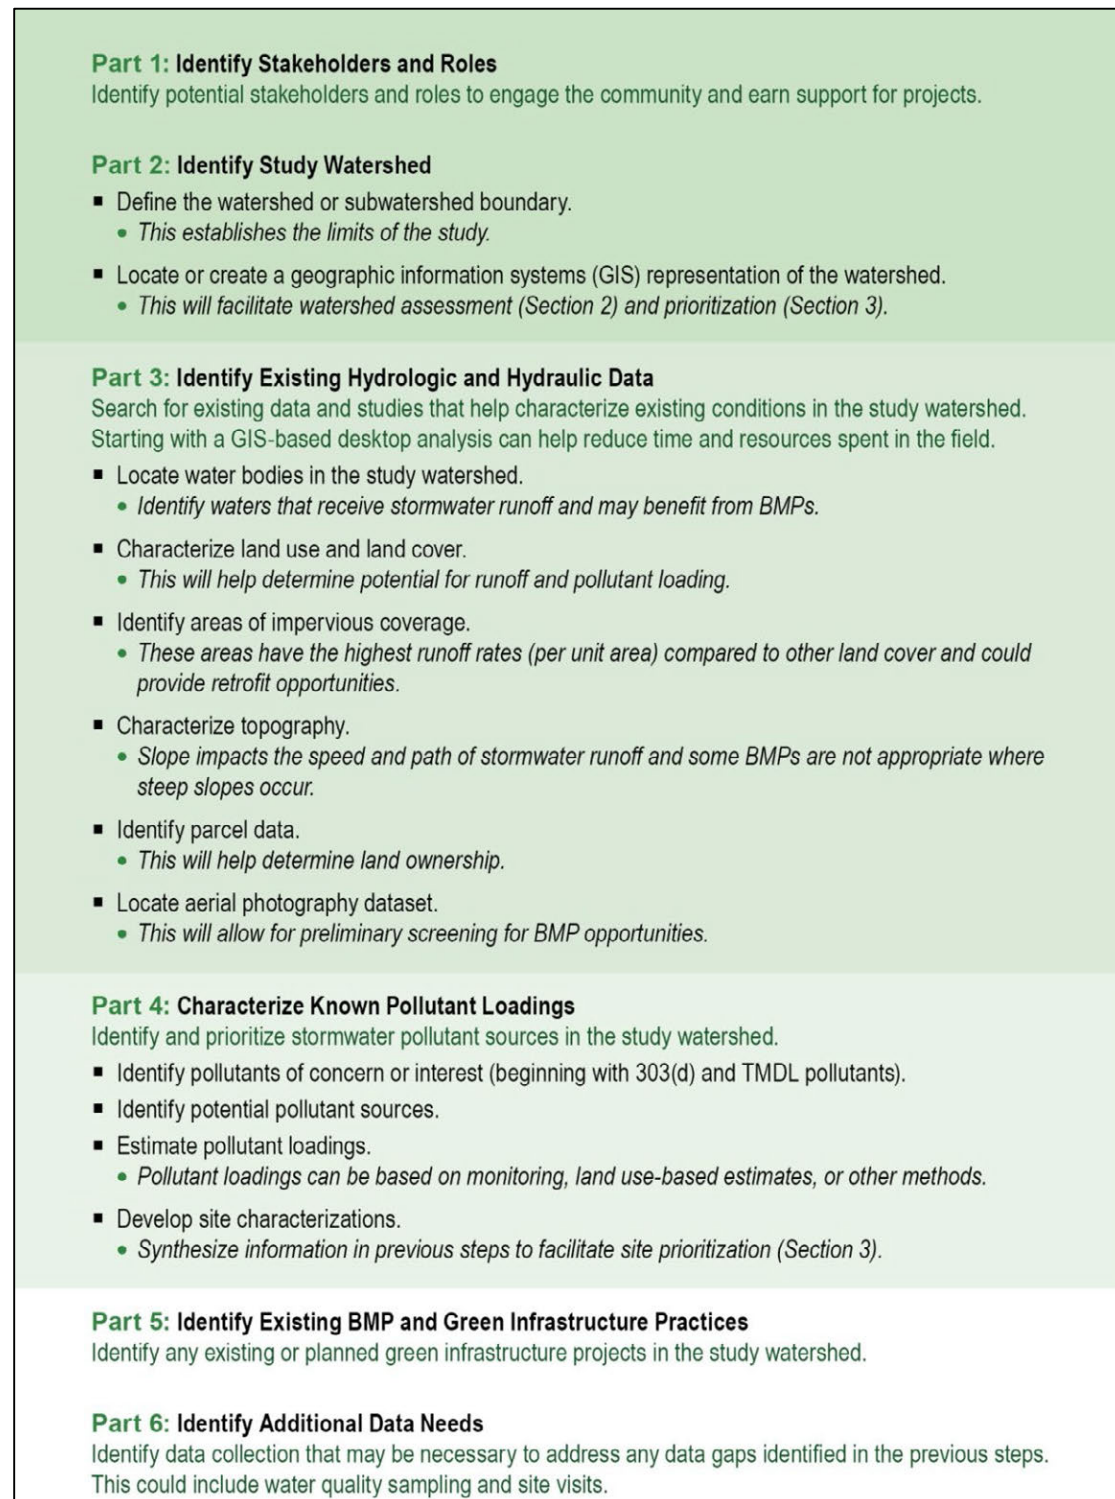 Part 1: Identify Stakeholders and Roles
Identify potential stakeholders and roles to engage the community and earn support for projects.
Part 2: Identify Study Watershed
▪ Define the watershed or subwatershed boundary.
• This establishes the limits of the study.
▪ Locate or create a geographic information systems (GIS) representation of the watershed.
• This will facilitate watershed assessment (Section 2) and prioritization (Section 3).
Part 3: Identify Existing Hydrologic and Hydraulic Data
Search for existing data and studies that help characterize existing conditions in the study watershed.
Starting with a GIS-based desktop analysis can help reduce time and resources spent in the field.
▪ Locate water bodies in the study watershed.
• Identify waters that receive stormwater runoff and may benefit from BMPs.
▪ Characterize land use and land cover.
• This will help determine potential for runoff and pollutant loading.
▪ Identify areas of impervious coverage.
• These areas have the highest runoff rates (per unit area) compared to other land cover and could
provide retrofit opportunities.
▪ Characterize topography.
• Slope impacts the speed and path of stormwater runoff and some BMPs are not appropriate where
steep slopes occur.
▪ Identify parcel data.
• This will help determine land ownership.
▪ Locate aerial photography dataset.
• This will allow for preliminary screening for BMP opportunities.
Part 4: Characterize Known Pollutant Loadings
Identify and prioritize stormwater pollutant sources in the study watershed.
▪ Identify pollutants of concern or interest (beginning with 303(d) and TMDL pollutants).
▪ Identify potential pollutant sources.
▪ Estimate pollutant loadings.
• Pollutant loadings can be based on monitoring, land use-based estimates, or other methods.
▪ Develop site characterizations.
• Synthesize information in previous steps to facilitate site prioritization (Section 3).
Part 5: Identify Existing BMP and Green Infrastructure Practices
Identify any existing or planned green infrastructure projects in the study watershed.
Part 6: Identify Additional Data Needs
Identify data collection that may be necessary to address any data gaps identified in the previous steps.
This could include water quality sampling and site visits.